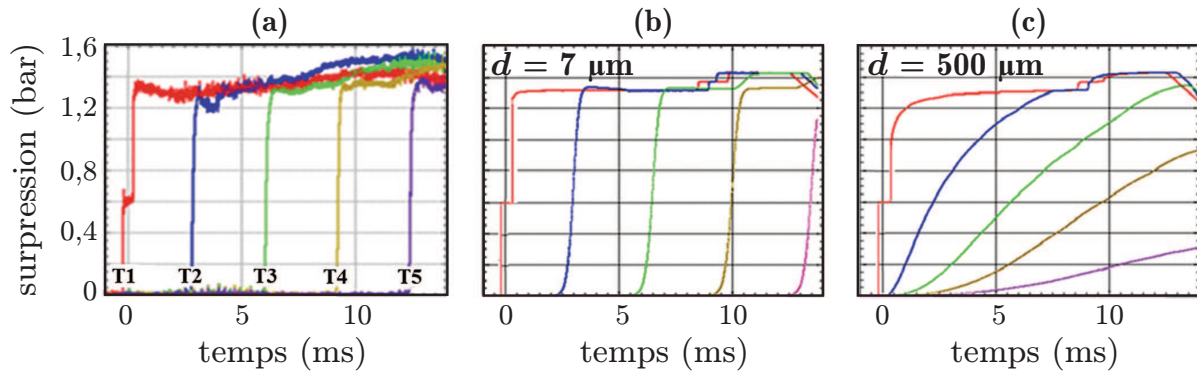 (a) (b) (c)
surpression (bar)
1,6
1,2
0,8
0,4
0
T1 T2 T3 T4 T5
d = 7 µm
d = 500 µm
0 5 10
0 5 10
0 5 10
temps (ms) temps (ms) temps (ms)